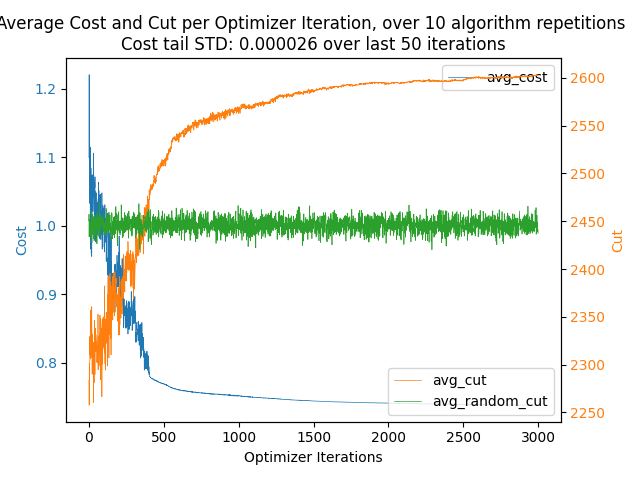 Average Cost and Cut per Optimizer Iteration, over 10 algorithm repetitions
Cost tail STD: 0.000026 over last 50 iterations
avg_cost
1.2
1.1
1.0
0.9
0.8
Cost
2600
2550
2500
2450
2400
2350
2300
2250
Cut
avg_cut
avg_random_cut
0 500 1000 1500 2000 2500 3000
Optimizer Iterations